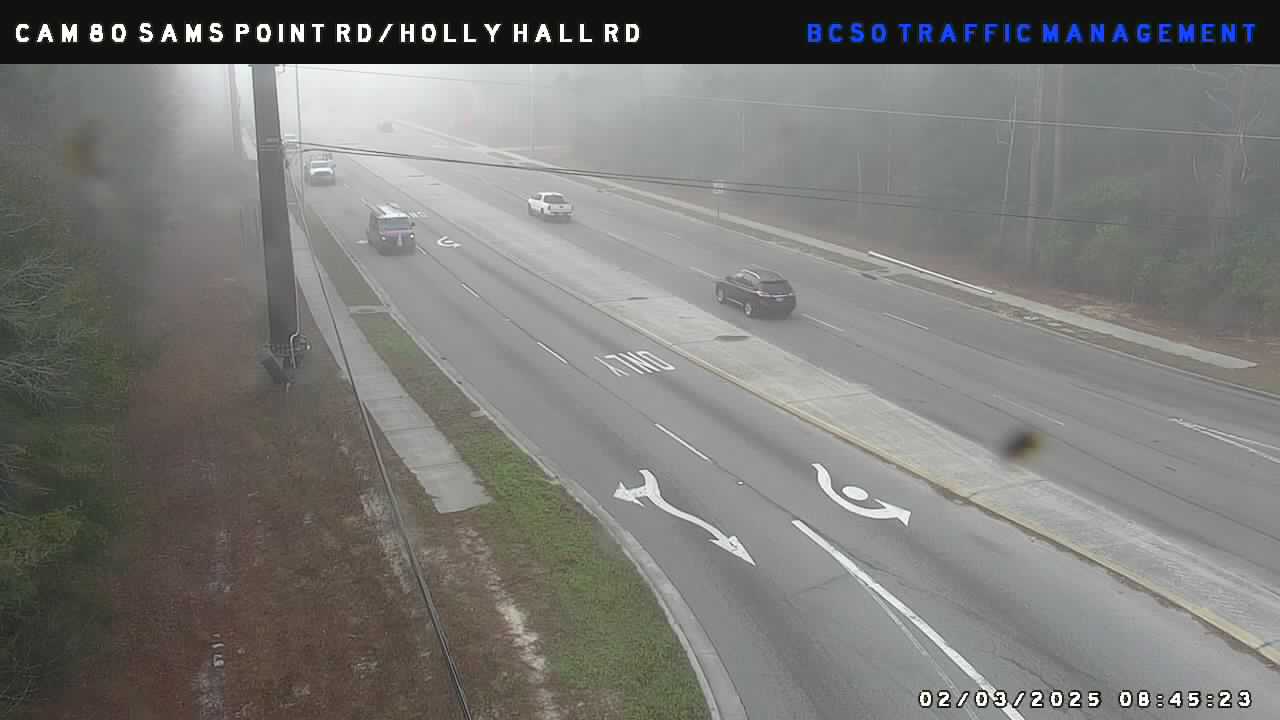 CAM 80 SAMS POINT RD/HOLLY HALL RD
BCSO TRAFFIC MANAGEMENT
ONLY
02/03/2025 08:45:23